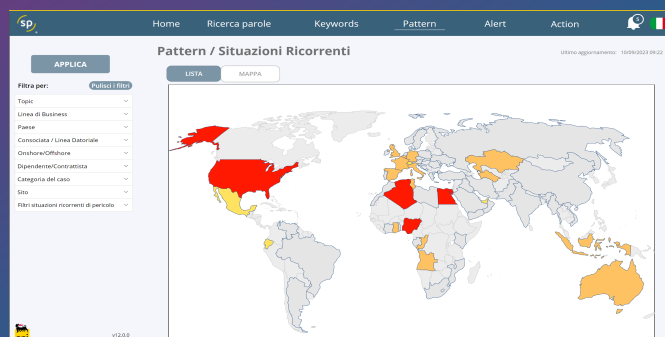 sp
Home Ricerca parole Keywords Pattern Alert Action
5
Pattern / Situazioni Ricorrenti
Ultimo aggiornamento: 10/09/2023 09:22
APPLICA
LISTA MAPPA
Filtra per: Pulisci i filtri
Topic
Linea di Business
Paese
Consociata / Linea Datoriale
Onshore/Offshore
Dipendente/Contrattista
Categoria del caso
Sito
Filtri situazioni ricorrenti di pericolo
v12.0.0